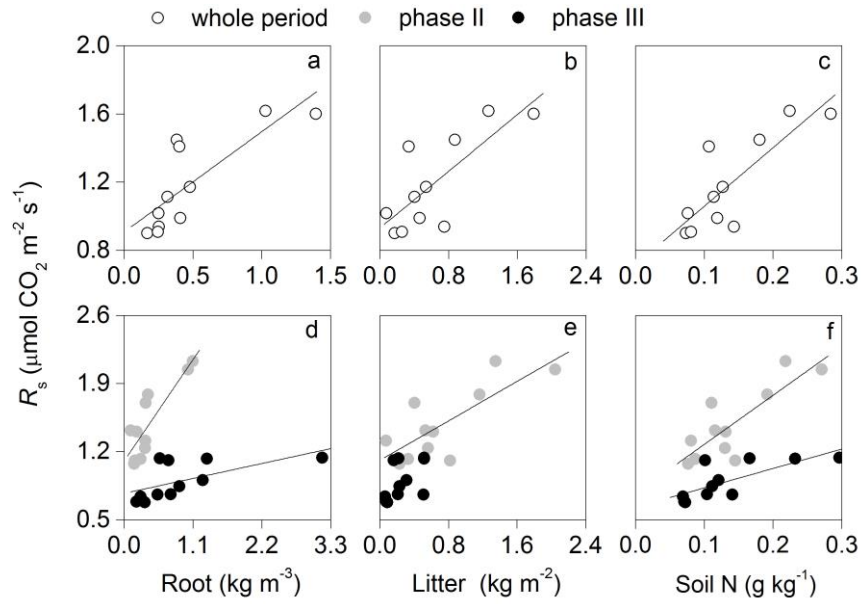 whole period phase II phase III
2.0
1.6
1.2
0.8
a
b
c
0.0 0.5 1.0 1.5 0.0 0.8 1.6 2.4 0.0 0.1 0.2 0.3
R_s (μmol CO₂ m⁻² s⁻¹)
2.6
1.9
1.2
0.5
d
e
f
0.0 1.1 2.2 3.3 0.0 0.8 1.6 2.4 0.0 0.1 0.2 0.3
Root (kg m⁻³) Litter (kg m⁻²) Soil N (g kg⁻¹)